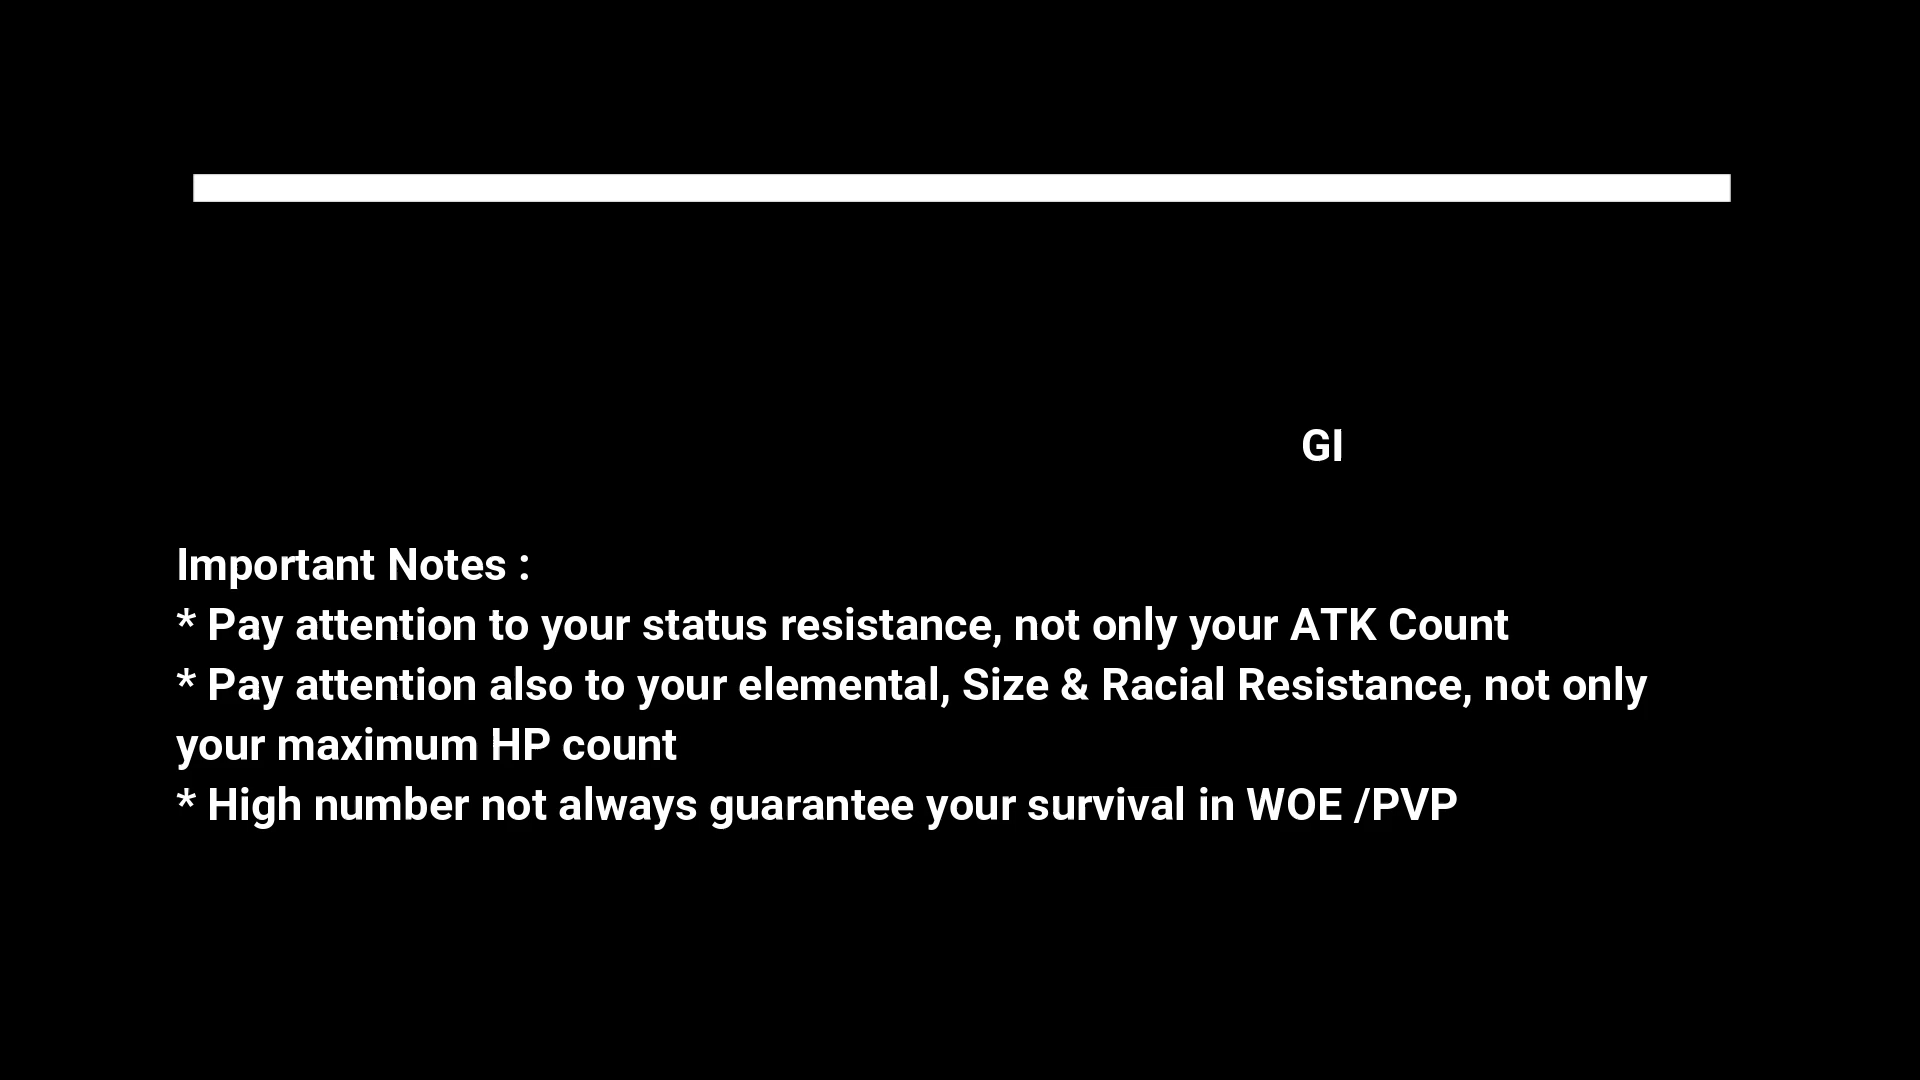 GI
Important Notes :
* Pay attention to your status resistance, not only your ATK Count
* Pay attention also to your elemental, Size & Racial Resistance, not only
your maximum HP count
* High number not always guarantee your survival in WOE /PVP